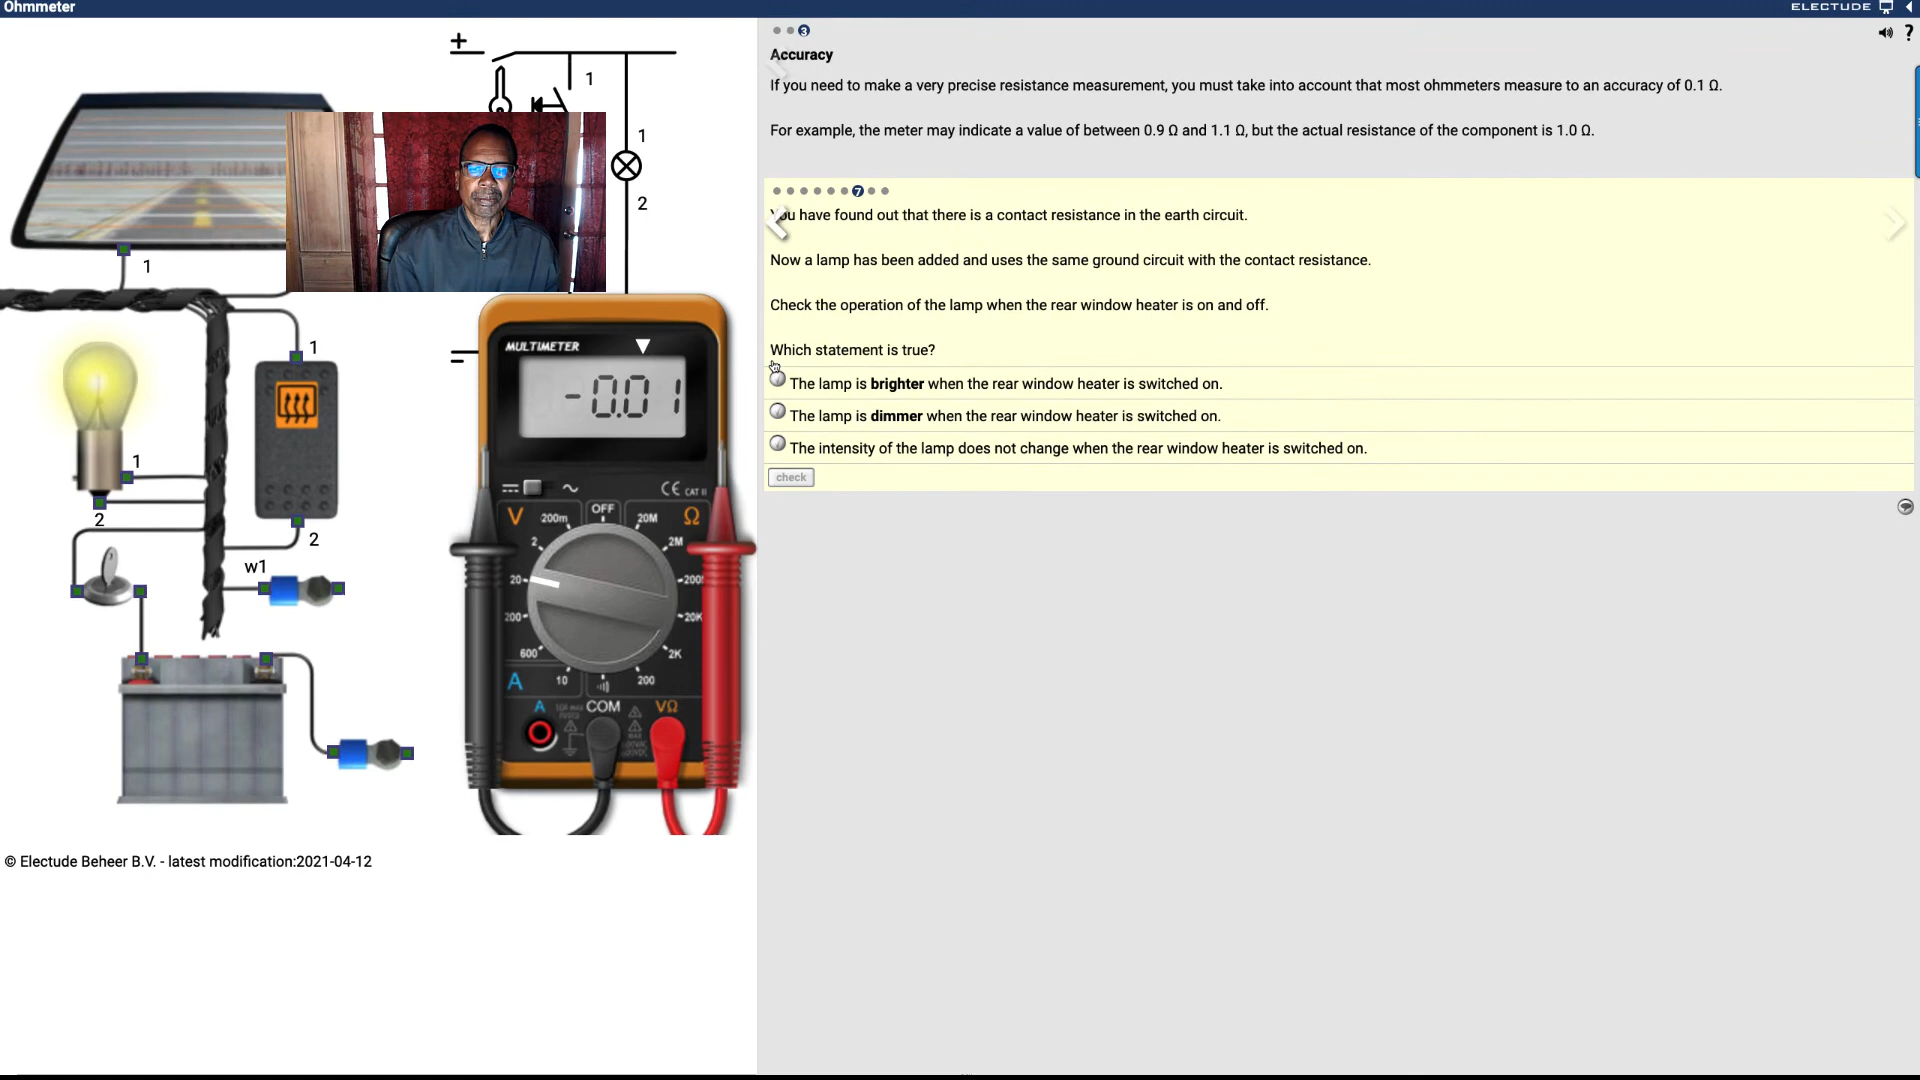 Ohmmeter
ELECTUDE
?
3
Accuracy
If you need to make a very precise resistance measurement, you must take into account that most ohmmeters measure to an accuracy of 0.1 Ω.
For example, the meter may indicate a value of between 0.9 Ω and 1.1 Ω, but the actual resistance of the component is 1.0 Ω.
7
You have found out that there is a contact resistance in the earth circuit.
Now a lamp has been added and uses the same ground circuit with the contact resistance.
Check the operation of the lamp when the rear window heater is on and off.
Which statement is true?
The lamp is brighter when the rear window heater is switched on.
The lamp is dimmer when the rear window heater is switched on.
The intensity of the lamp does not change when the rear window heater is switched on.
check
+
1
1
2
1
1
1
2
2
w1
MULTIMETER
-0.01
CE CAT II
V 200m OFF 20M Ω
2 2M
20 200
200 20K
600 2K
A 10 200
A COM VΩ
© Electude Beheer B.V. - latest modification:2021-04-12